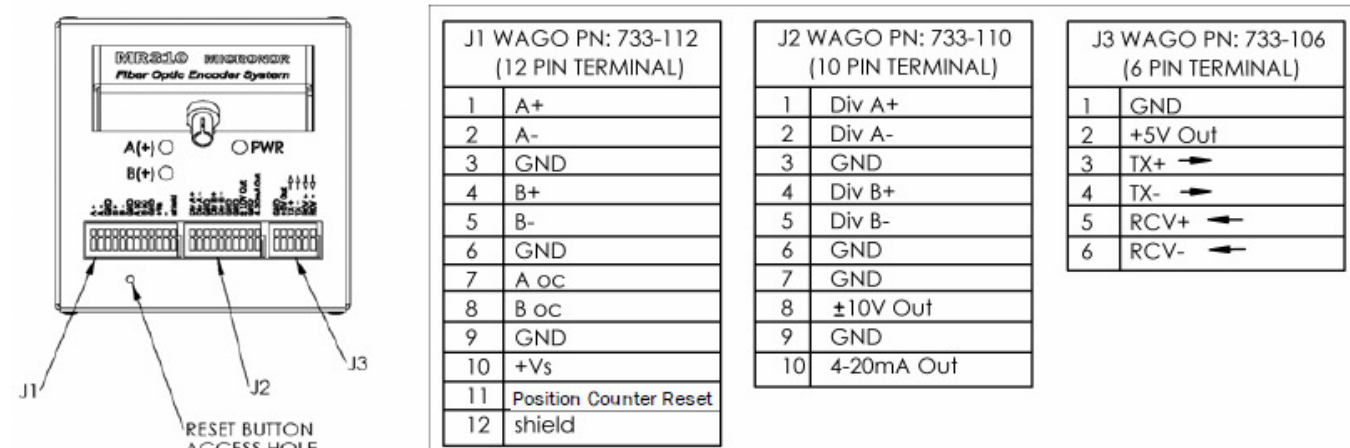 MR310 MICRONOR
Fiber Optic Encoder System
A(+)
PWR
B(+)
J1
J2
J3
RESET BUTTON
ACCESS HOLE
J1 WAGO PN: 733-112
(12 PIN TERMINAL)
1 A+
2 A-
3 GND
4 B+
5 B-
6 GND
7 A oc
8 B oc
9 GND
10 +Vs
11 Position Counter Reset
12 shield
J2 WAGO PN: 733-110
(10 PIN TERMINAL)
1 Div A+
2 Div A-
3 GND
4 Div B+
5 Div B-
6 GND
7 GND
8 ±10V Out
9 GND
10 4-20mA Out
J3 WAGO PN: 733-106
(6 PIN TERMINAL)
1 GND
2 +5V Out
3 TX+ →
4 TX- →
5 RCV+ ←
6 RCV- ←